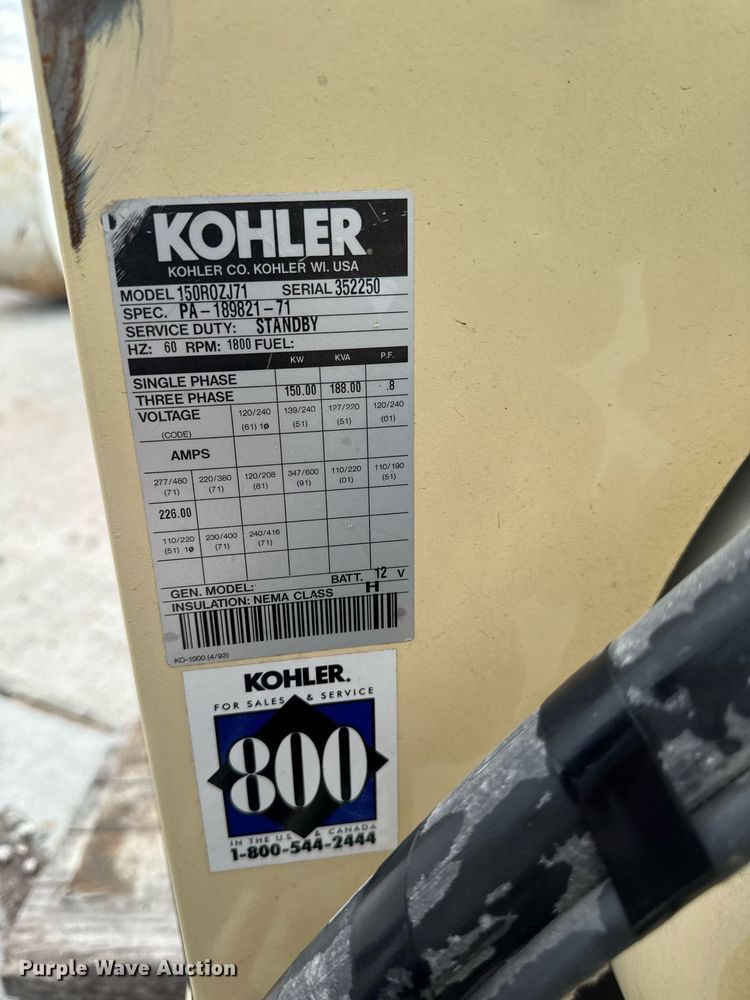 KOHLER®
KOHLER CO. KOHLER WI. USA
MODEL 150ROZJ71 SERIAL 352250
SPEC. PA-189821-71
SERVICE DUTY: STANDBY
HZ: 60 RPM: 1800 FUEL:
KW KVA P.F.
SINGLE PHASE
THREE PHASE 150.00 188.00 .8
VOLTAGE 120/240 139/240 127/220 120/240
(CODE) (61) 1ø (51) (51) (01)
AMPS
277/480 220/380 120/208 347/600 110/220 110/190
(71) (71) (81) (91) (01) (51)
226.00
110/220 230/400 240/416
(51) 1ø (71) (71)
GEN. MODEL: BATT. 12 V
INSULATION: NEMA CLASS H
KO-1000 (4/93)
KOHLER.
FOR SALES & SERVICE
800
IN THE U.S. & CANADA
1-800-544-2444
Purple Wave Auction